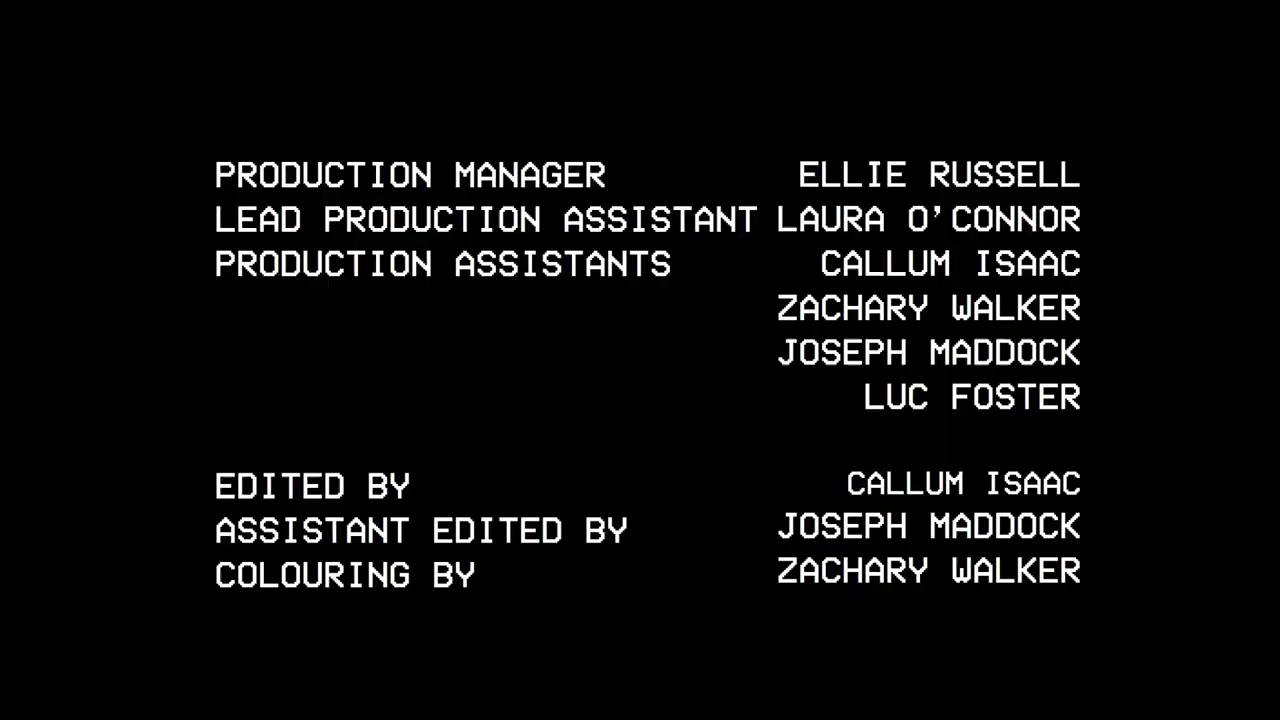 PRODUCTION MANAGER ELLIE RUSSELL
LEAD PRODUCTION ASSISTANT LAURA O'CONNOR
PRODUCTION ASSISTANTS CALLUM ISAAC
ZACHARY WALKER
JOSEPH MADDOCK
LUC FOSTER
EDITED BY CALLUM ISAAC
ASSISTANT EDITED BY JOSEPH MADDOCK
COLOURING BY ZACHARY WALKER